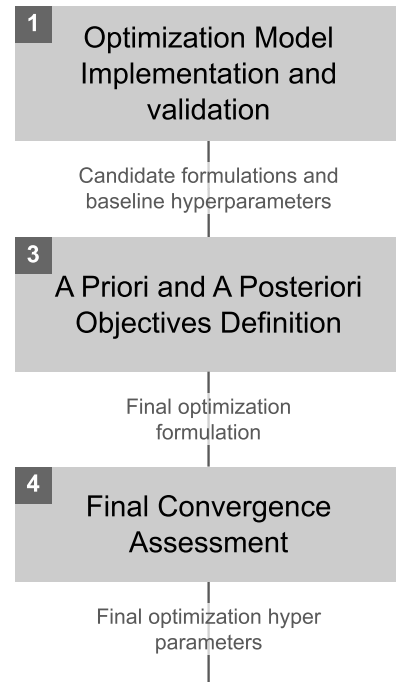 1
Optimization Model
Implementation and
validation
Candidate formulations and
baseline hyperparameters
3
A Priori and A Posteriori
Objectives Definition
Final optimization
formulation
4
Final Convergence
Assessment
Final optimization hyper
parameters